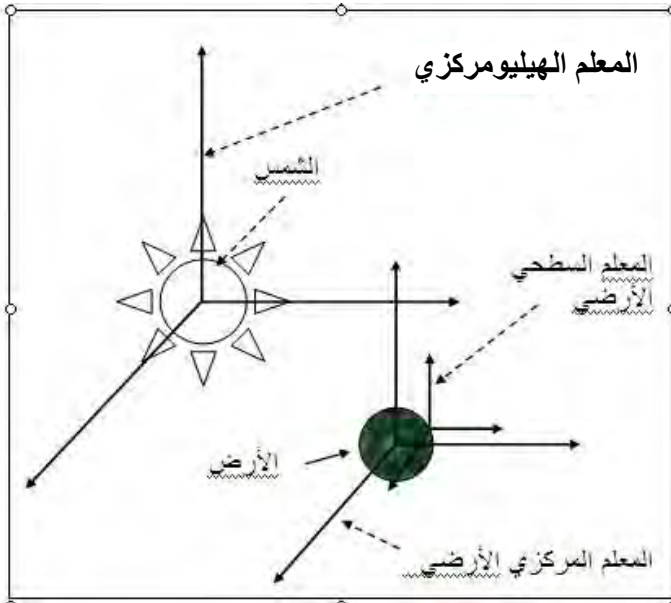 المعلم الهيليومركزي
الشمس
المعلم السطحي
الأرضي
الأرض
المعلم المركزي الأرضي